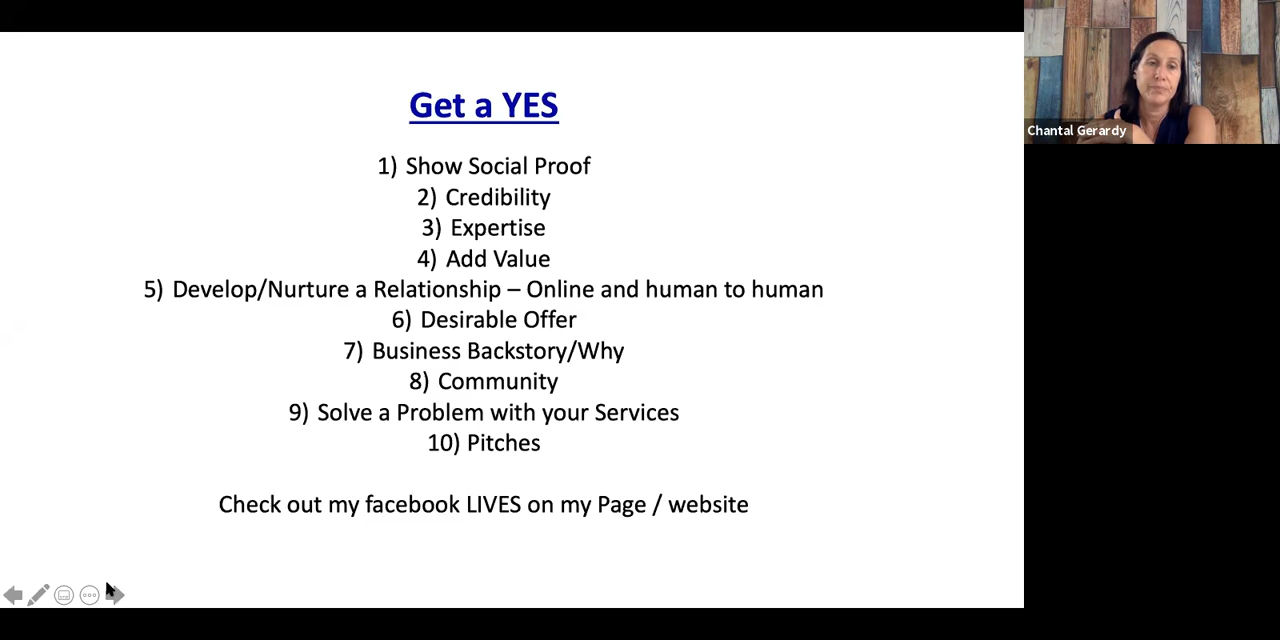 Get a YES
1) Show Social Proof
2) Credibility
3) Expertise
4) Add Value
5) Develop/Nurture a Relationship – Online and human to human
6) Desirable Offer
7) Business Backstory/Why
8) Community
9) Solve a Problem with your Services
10) Pitches
Check out my facebook LIVES on my Page / website
Chantal Gerardy